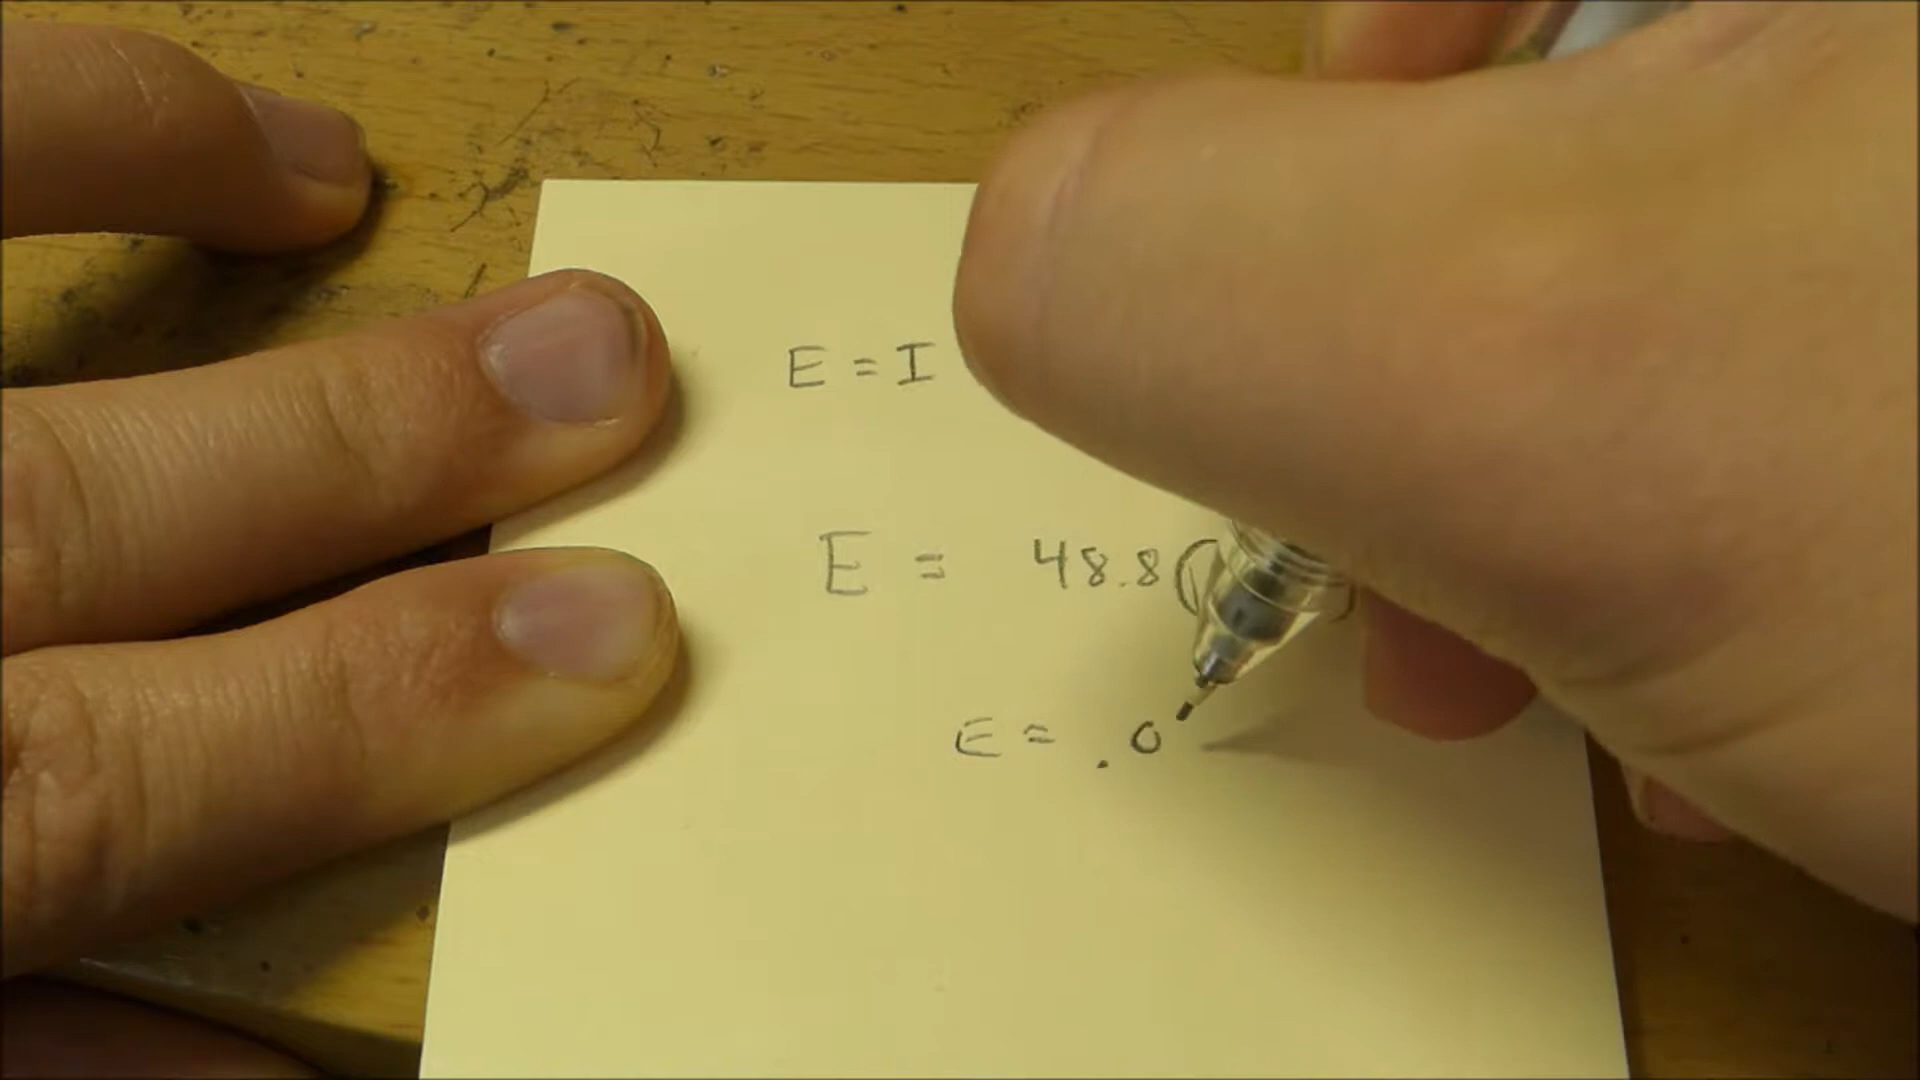 E = I
E = 48.8(
E = .0